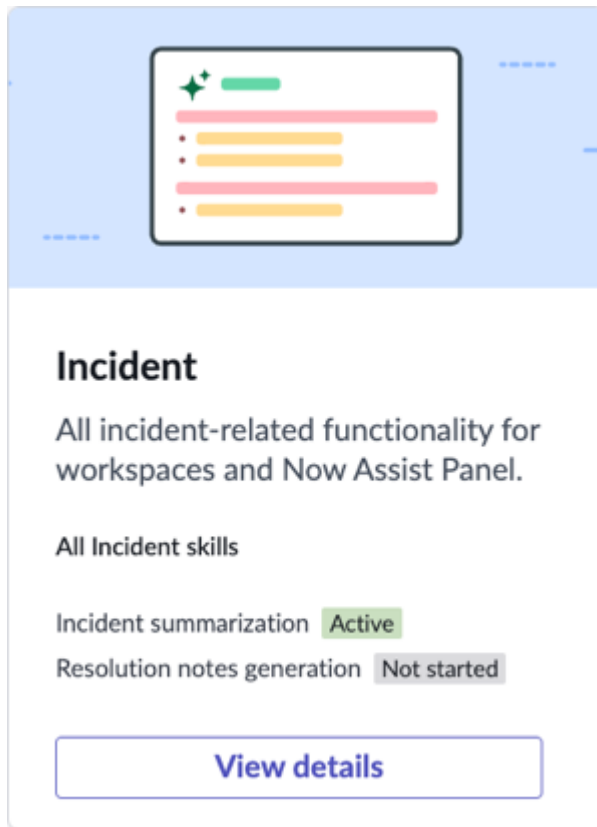 Incident
All incident-related functionality for
workspaces and Now Assist Panel.
All Incident skills
Incident summarization Active
Resolution notes generation Not started
View details